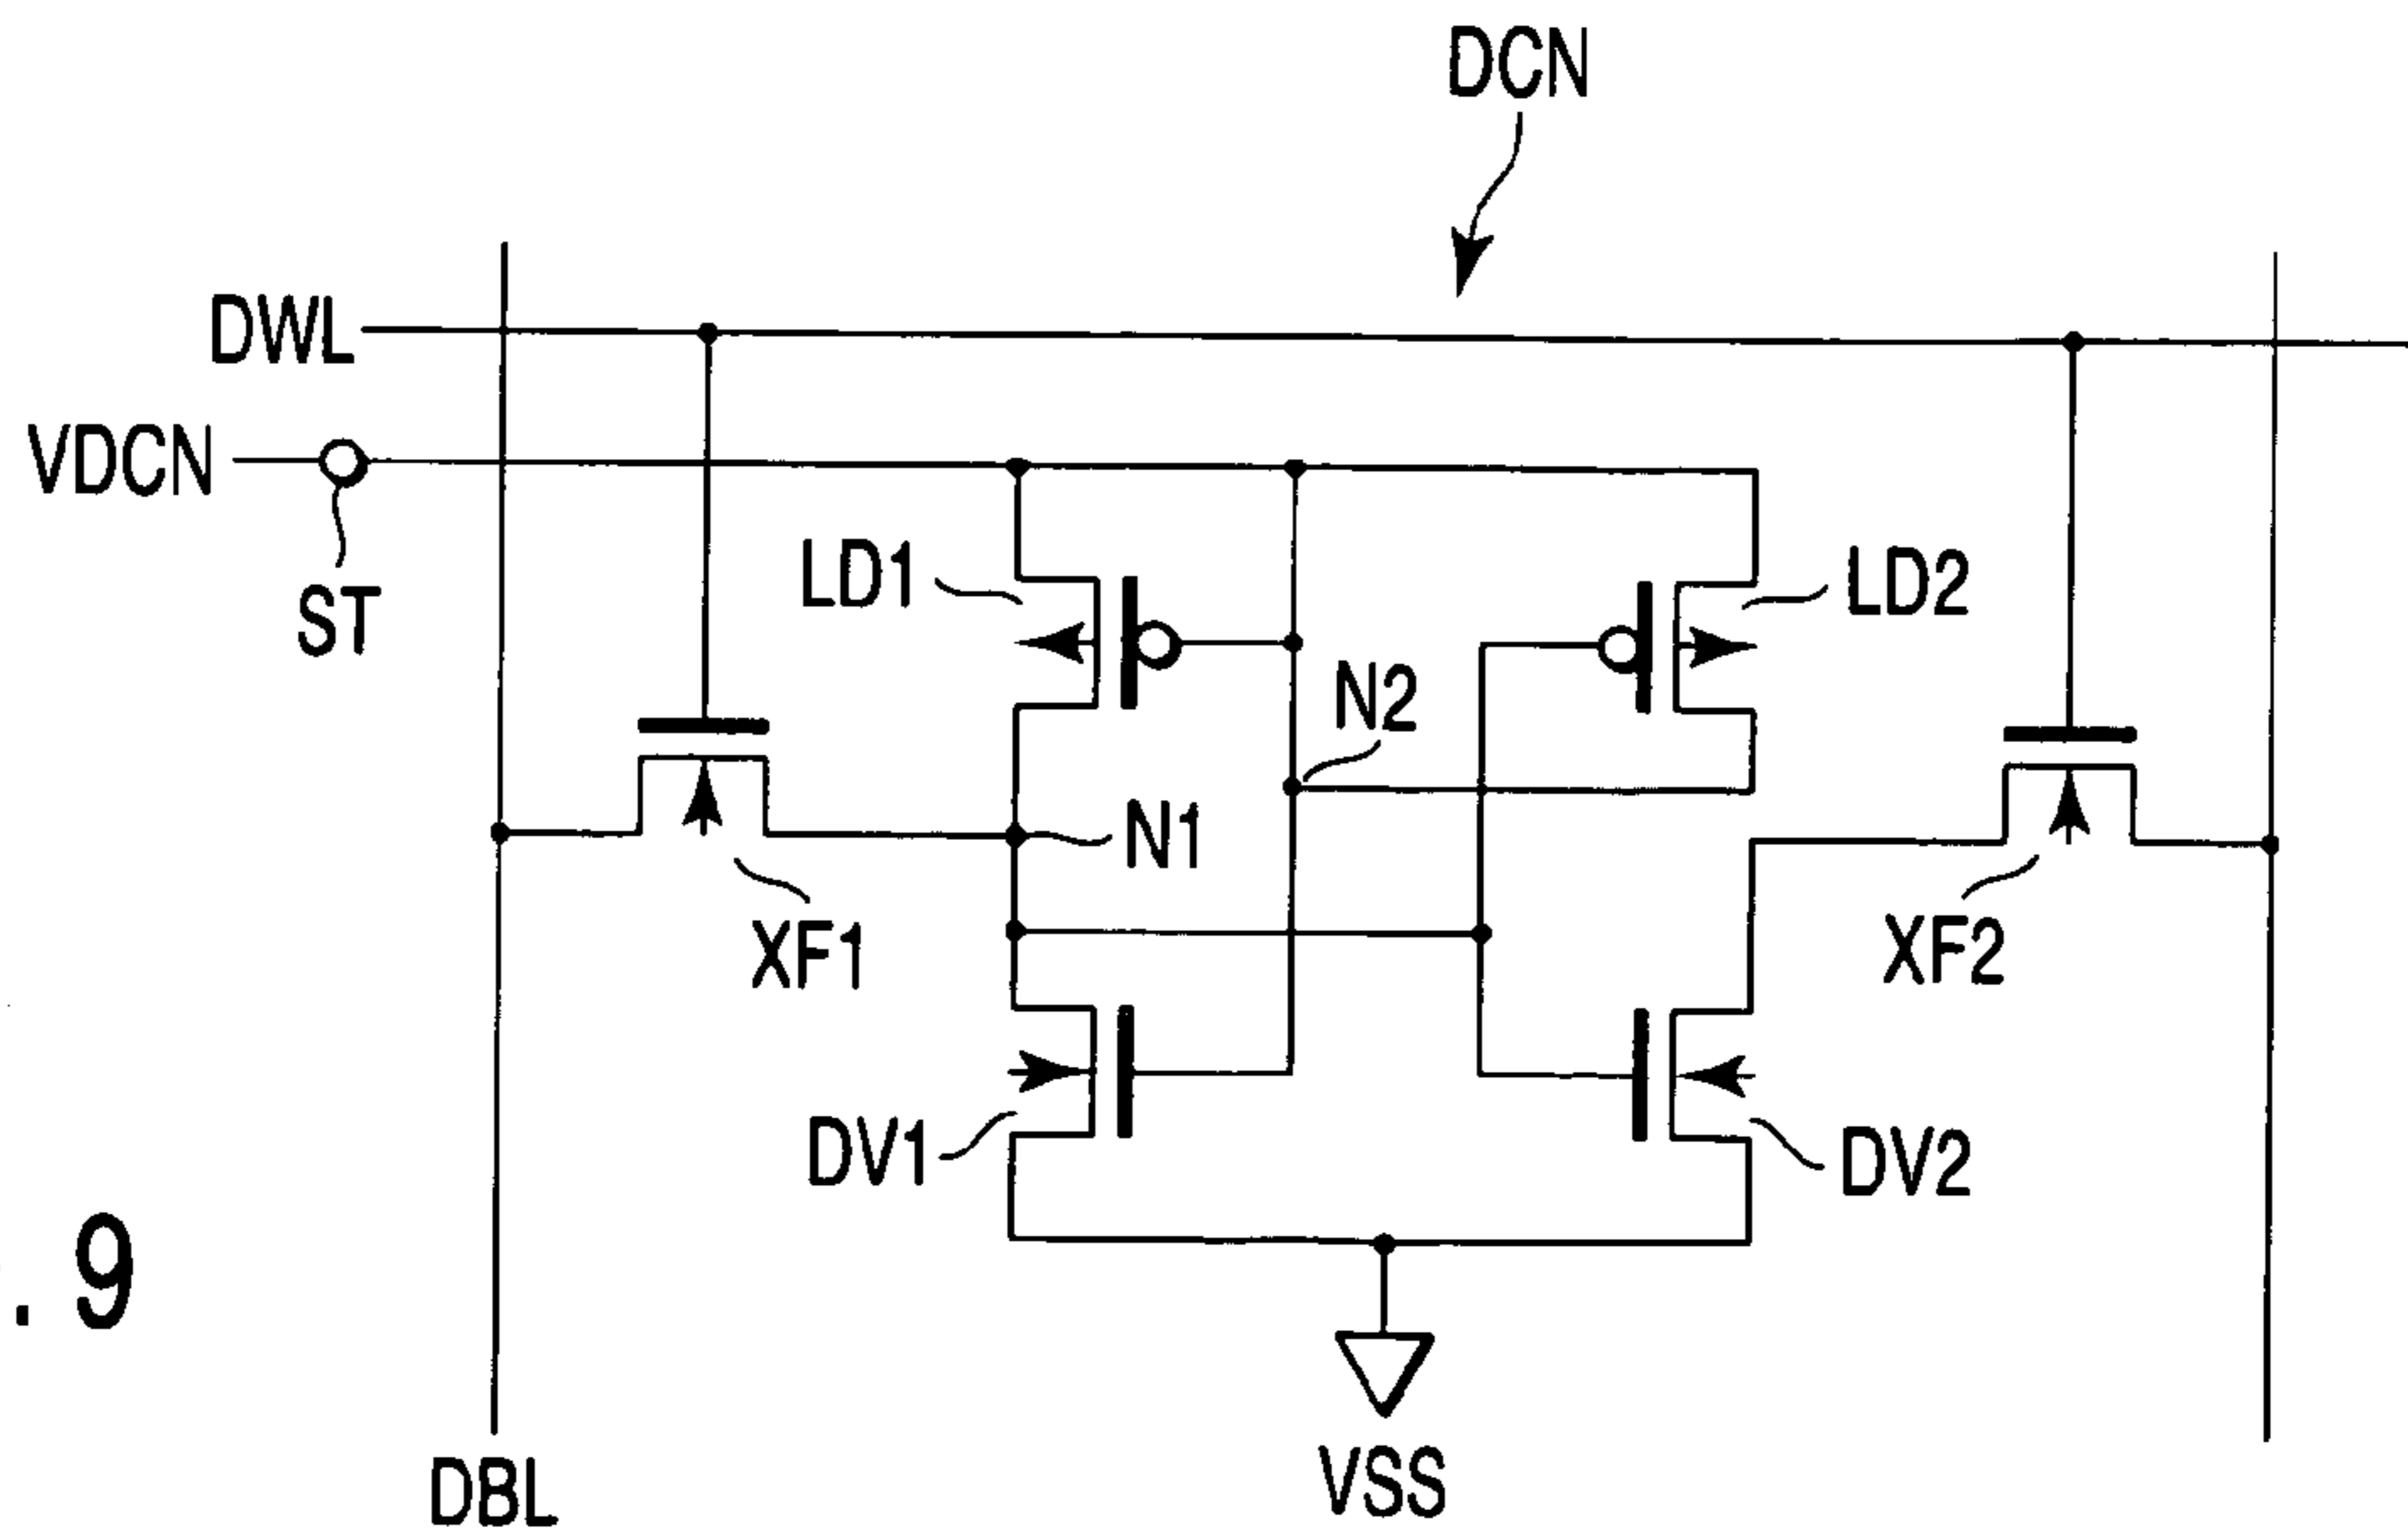 DCN
DWL
VDCN
ST
LD1
LD2
N2
N1
XF1
XF2
DV1
DV2
. 9
DBL
VSS